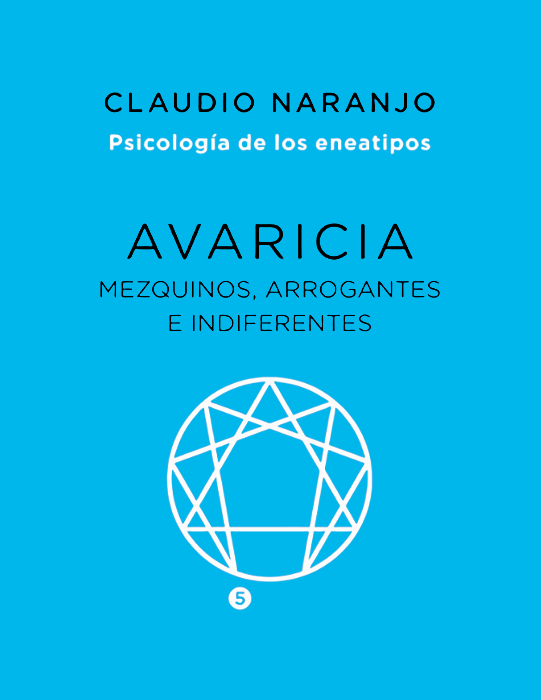 CLAUDIO NARANJO
Psicología de los eneatipos
AVARICIA
MEZQUINOS, ARROGANTES
E INDIFERENTES
5